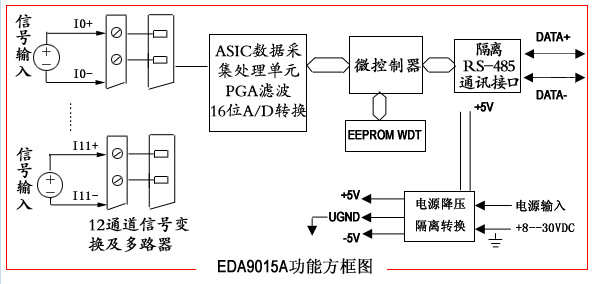 信号输入
I0+
I0-
ASIC数据采
集处理单元
PGA滤波
16位A/D转换
微控制器
隔离
RS-485
通讯接口
DATA+
DATA-
+5V
EEPROM WDT
信号输入
I11+
I11-
12通道信号变
换及多路器
+5V
UGND
-5V
电源降压
隔离转换
电源输入
+8--30VDC
EDA9015A功能方框图